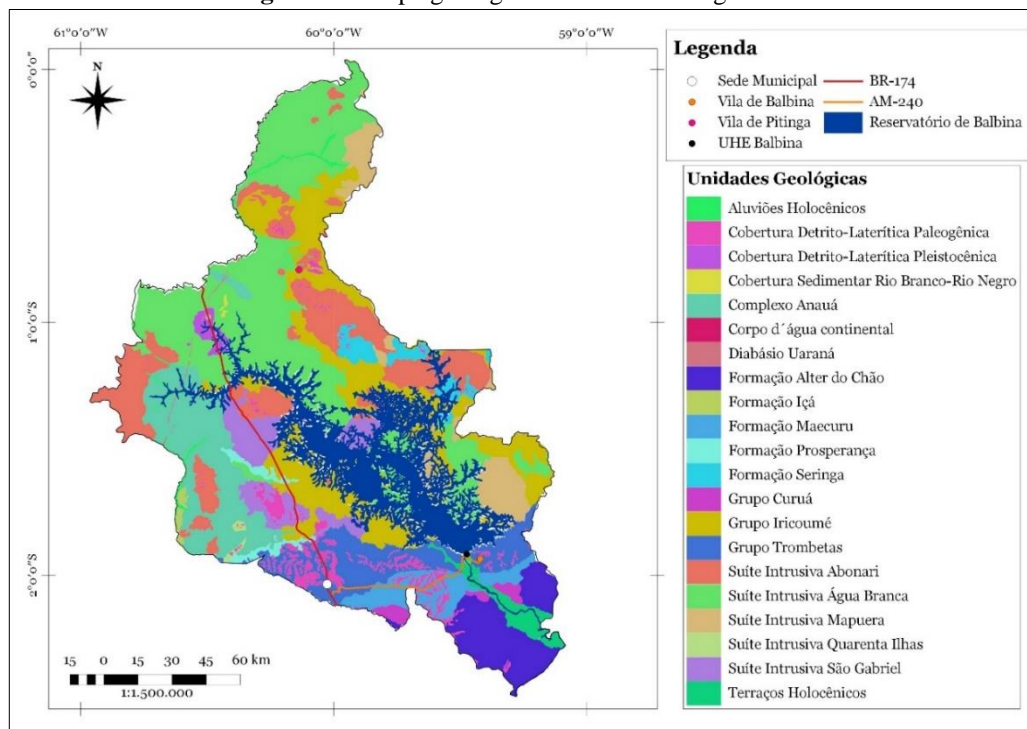 61°0'0"W 60°0'0"W 59°0'0"W
0°0'0"
N
1°0'0"S
2°0'0"S
15 0 15 30 45 60 km
1:1.500.000
Legenda
Sede Municipal
Vila de Balbina
Vila de Pitinga
UHE Balbina
BR-174
AM-240
Reservatório de Balbina
Unidades Geológicas
Aluviões Holocênicos
Cobertura Detrito-Laterítica Paleogênica
Cobertura Detrito-Laterítica Pleistocênica
Cobertura Sedimentar Rio Branco-Rio Negro
Complexo Anauá
Corpo d´água continental
Diabásio Uaraná
Formação Alter do Chão
Formação Içá
Formação Maecuru
Formação Prosperança
Formação Seringa
Grupo Curuá
Grupo Iricoumé
Grupo Trombetas
Suíte Intrusiva Abonari
Suíte Intrusiva Água Branca
Suíte Intrusiva Mapuera
Suíte Intrusiva Quarenta Ilhas
Suíte Intrusiva São Gabriel
Terraços Holocênicos